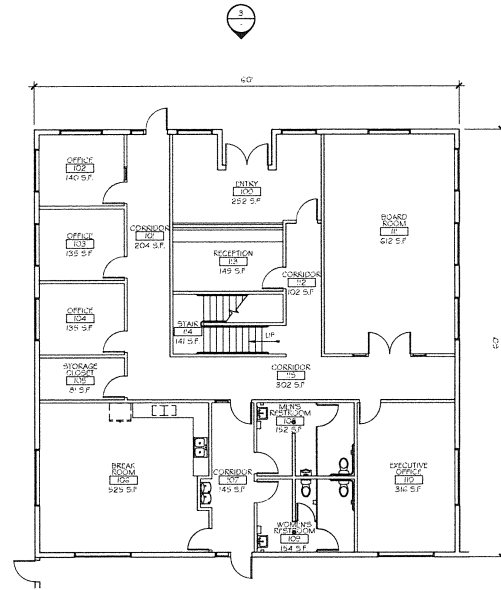 3
60'
OFFICE
102
140 S.F.
ENTRY
100
252 S.F.
BOARD
ROOM
111
612 S.F.
CORRIDOR
101
204 S.F.
OFFICE
103
135 S.F.
RECEPTION
113
149 S.F.
CORRIDOR
112
102 S.F.
OFFICE
104
135 S.F.
STAIR
114
141 S.F.
UP
60'
STORAGE
CLOSET
105
81 S.F.
CORRIDOR
115
302 S.F.
MEN'S
RESTROOM
108
152 S.F.
BREAK
ROOM
106
525 S.F.
CORRIDOR
107
145 S.F.
EXECUTIVE
OFFICE
110
316 S.F.
WOMEN'S
RESTROOM
109
154 S.F.